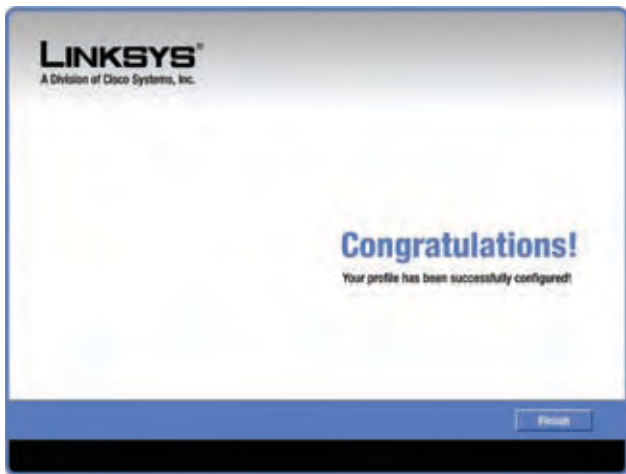 LINKSYS®
A Division of Cisco Systems, Inc.
Congratulations!
Your profile has been successfully configured!
Finish